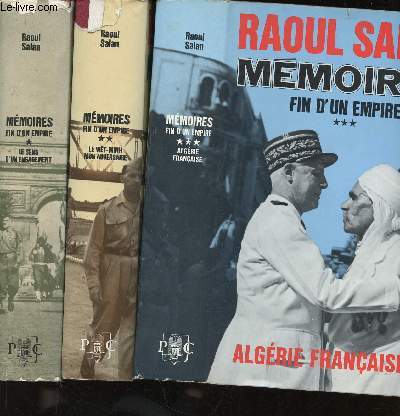 Raoul
Salan
MÉMOIRES
FIN D'UN EMPIRE
★
LE SENS
D'UN ENGAGEMENT
P C
Raoul
Salan
MÉMOIRES
FIN D'UN EMPIRE
★★
LE VIÊT-MINH
MON ADVERSAIRE
P C
Raoul
Salan
MÉMOIRES
FIN D'UN EMPIRE
★★★
ALGÉRIE
FRANÇAISE
P C
RAOUL SA
MEMOIR
FIN D'UN EMPIRE
★★★
ALGÉRIE FRANÇAISE
© Le-livre.com